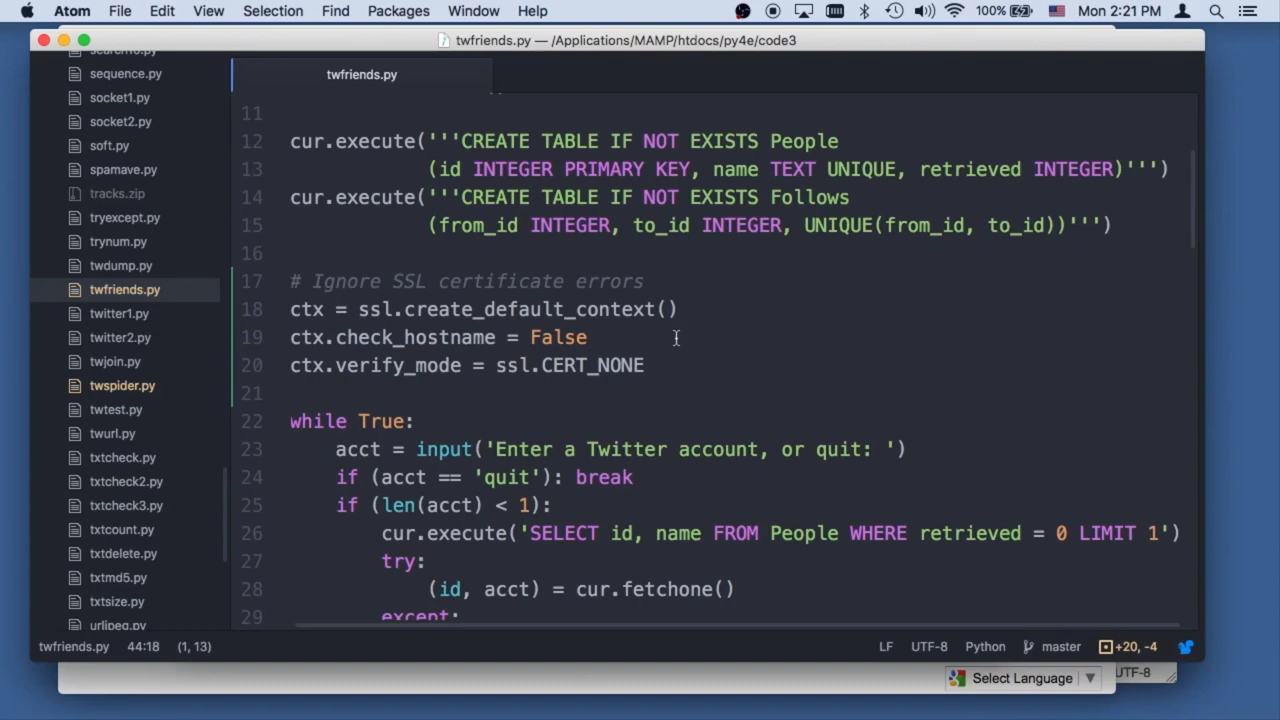 Atom File Edit View Selection Find Packages Window Help 100% Mon 2:21 PM
twfriends.py — /Applications/MAMP/htdocs/py4e/code3
sequence.py
socket1.py
socket2.py
soft.py
spamave.py
tracks.zip
tryexcept.py
trynum.py
twdump.py
twfriends.py
twitter1.py
twitter2.py
twjoin.py
twspider.py
twtest.py
twurl.py
txtcheck.py
txtcheck2.py
txtcheck3.py
txtcount.py
txtdelete.py
txtmd5.py
txtsize.py
twfriends.py
11
12 cur.execute('''CREATE TABLE IF NOT EXISTS People
13 (id INTEGER PRIMARY KEY, name TEXT UNIQUE, retrieved INTEGER)''')
14 cur.execute('''CREATE TABLE IF NOT EXISTS Follows
15 (from_id INTEGER, to_id INTEGER, UNIQUE(from_id, to_id))''')
16
17 # Ignore SSL certificate errors
18 ctx = ssl.create_default_context()
19 ctx.check_hostname = False
20 ctx.verify_mode = ssl.CERT_NONE
21
22 while True:
23 acct = input('Enter a Twitter account, or quit: ')
24 if (acct == 'quit'): break
25 if (len(acct) < 1):
26 cur.execute('SELECT id, name FROM People WHERE retrieved = 0 LIMIT 1')
27 try:
28 (id, acct) = cur.fetchone()
29 except:
twfriends.py 44:18 (1, 13) LF UTF-8 Python master +20, -4
Select Language UTF-8